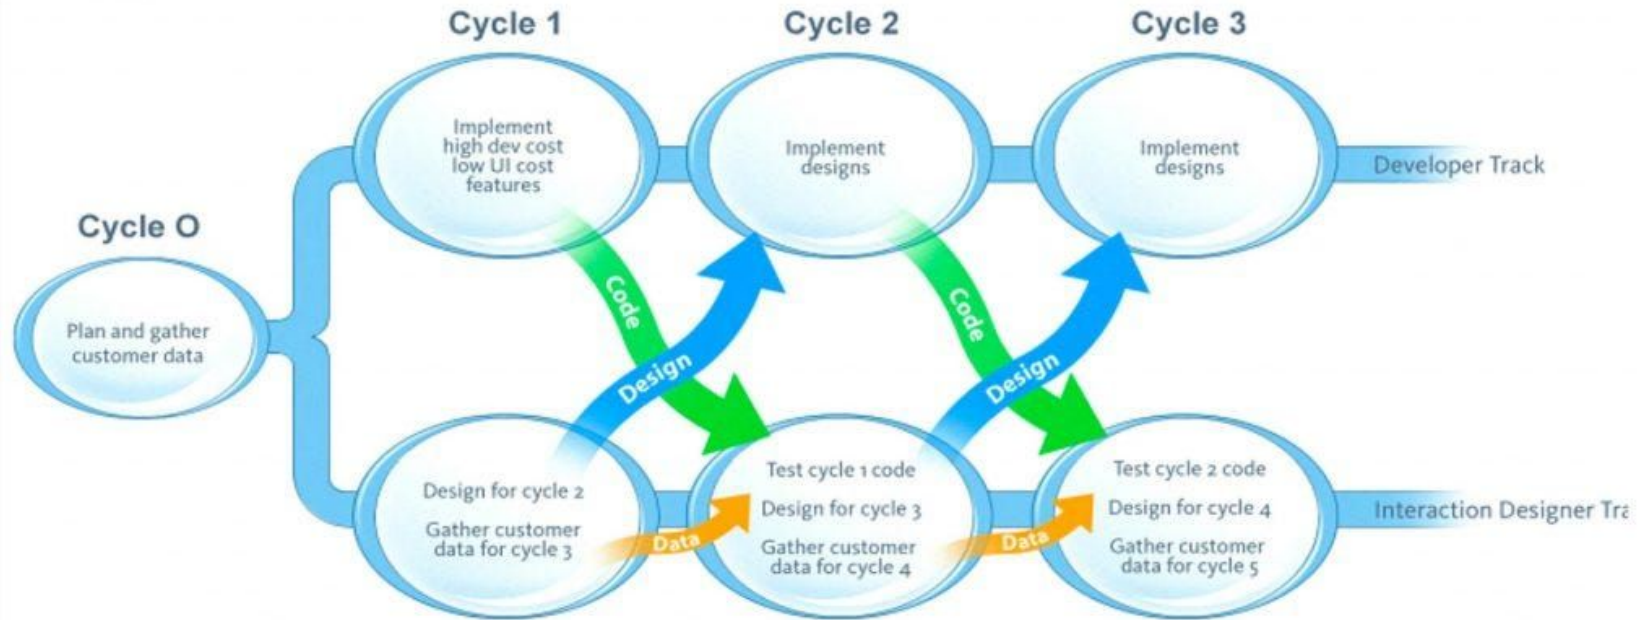 Cycle 1
Cycle 2
Cycle 3
Implement
high dev cost
low UI cost
features
Implement
designs
Implement
designs
Developer Track
Cycle O
Plan and gather
customer data
Code
Design
Code
Design
Design for cycle 2
Gather customer
data for cycle 3
Data
Test cycle 1 code
Design for cycle 3
Gather customer
data for cycle 4
Data
Test cycle 2 code
Design for cycle 4
Gather customer
data for cycle 5
Interaction Designer Tra